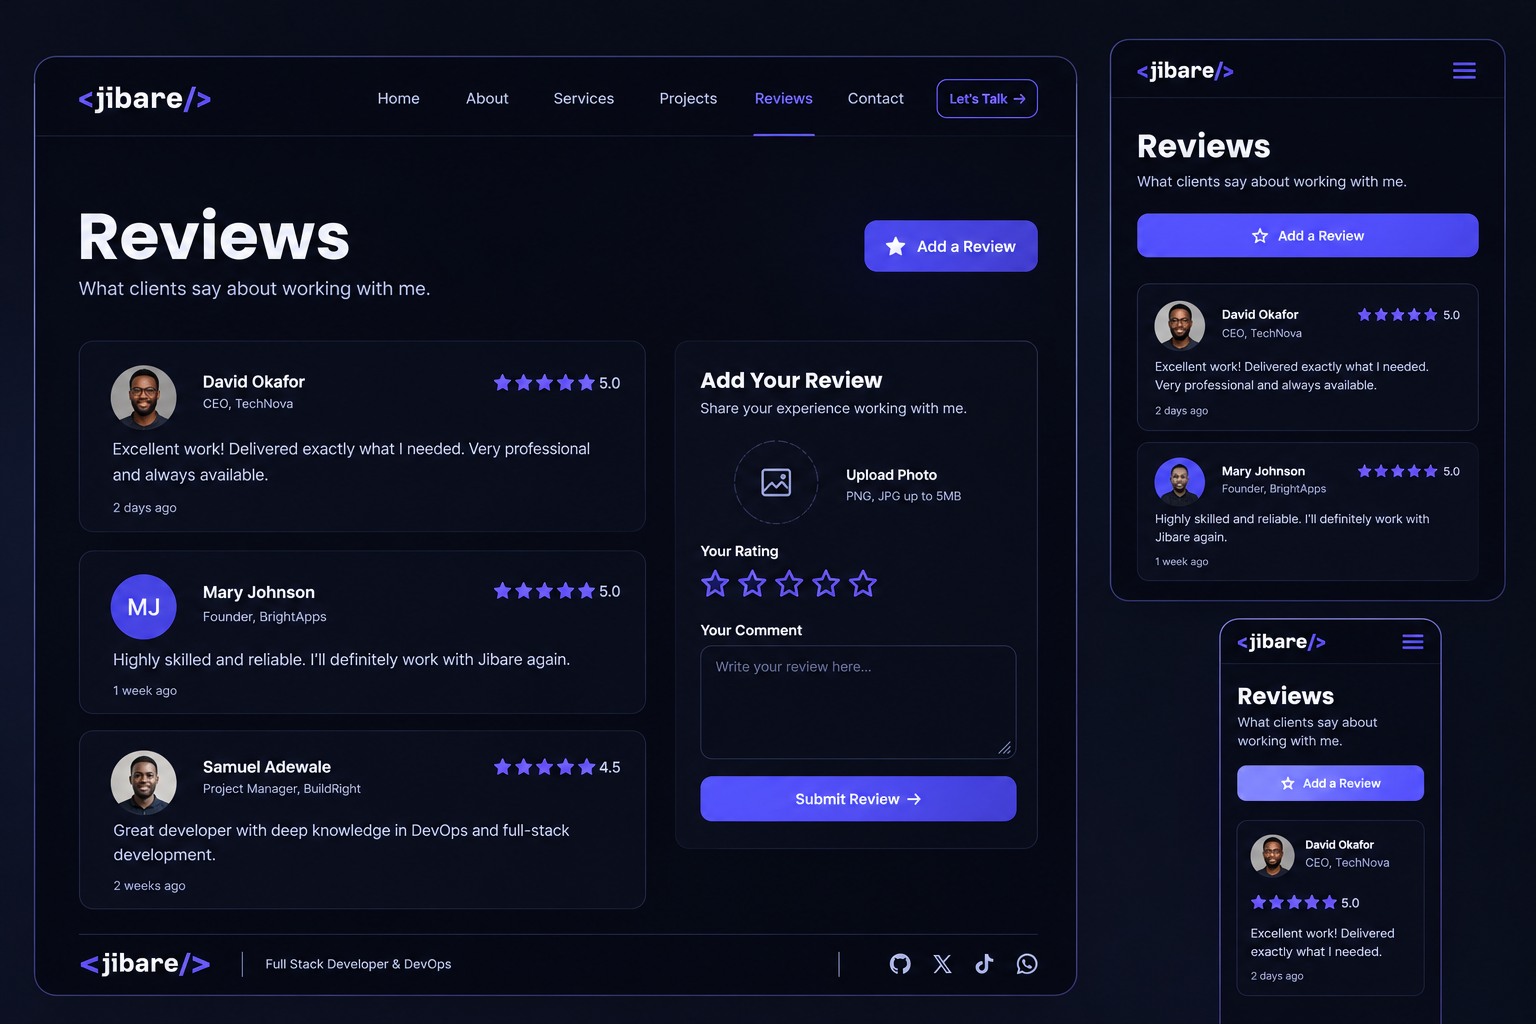 <jibare/>
Home About Services Projects Reviews Contact Let's Talk →
Reviews
What clients say about working with me.
Add a Review
David Okafor
CEO, TechNova
5.0
Excellent work! Delivered exactly what I needed. Very professional
and always available.
2 days ago
MJ
Mary Johnson
Founder, BrightApps
5.0
Highly skilled and reliable. I'll definitely work with Jibare again.
1 week ago
Samuel Adewale
Project Manager, BuildRight
4.5
Great developer with deep knowledge in DevOps and full-stack
development.
2 weeks ago
Add Your Review
Share your experience working with me.
Upload Photo
PNG, JPG up to 5MB
Your Rating
Your Comment
Write your review here...
Submit Review →
<jibare/>
Full Stack Developer & DevOps
<jibare/>
Reviews
What clients say about working with me.
Add a Review
David Okafor
CEO, TechNova
5.0
Excellent work! Delivered exactly what I needed.
Very professional and always available.
2 days ago
Mary Johnson
Founder, BrightApps
5.0
Highly skilled and reliable. I'll definitely work with
Jibare again.
1 week ago
<jibare/>
Reviews
What clients say about
working with me.
Add a Review
David Okafor
CEO, TechNova
5.0
Excellent work! Delivered
exactly what I needed.
2 days ago